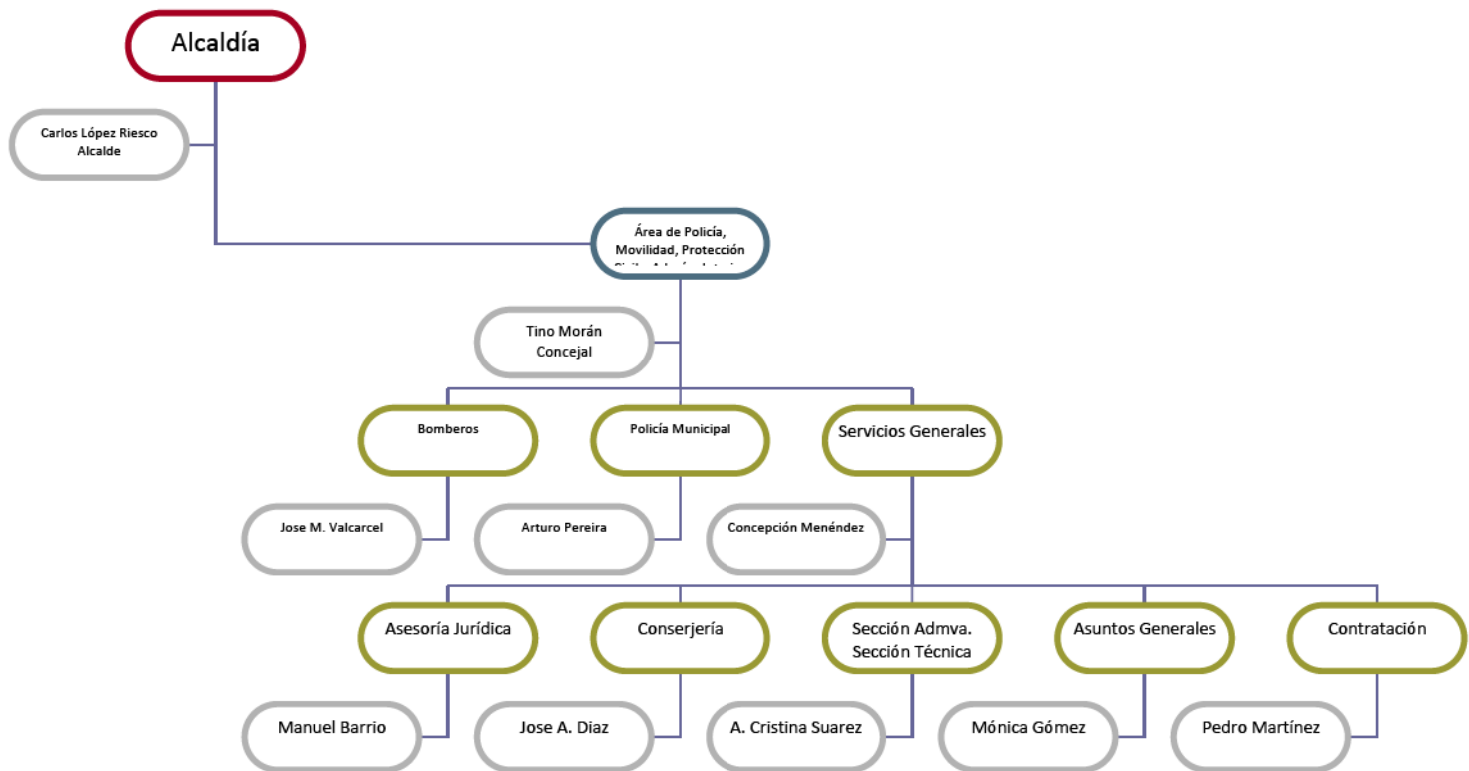 Alcaldía
Carlos López Riesco
Alcalde
Área de Policía,
Movilidad, Protección
Tino Morán
Concejal
Bomberos
Policía Municipal
Servicios Generales
Jose M. Valcarcel
Arturo Pereira
Concepción Menéndez
Asesoría Jurídica
Conserjería
Sección Admva.
Sección Técnica
Asuntos Generales
Contratación
Manuel Barrio
Jose A. Diaz
A. Cristina Suarez
Mónica Gómez
Pedro Martínez